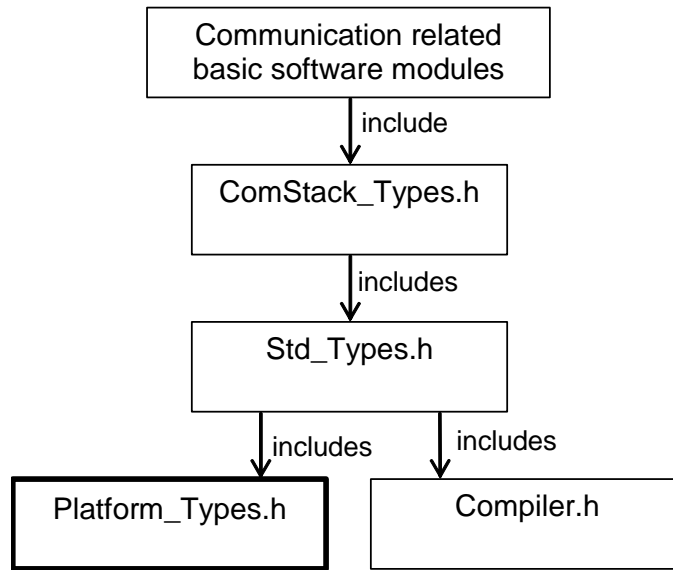 Communication related
basic software modules
include
ComStack_Types.h
includes
Std_Types.h
includes
includes
Platform_Types.h
Compiler.h